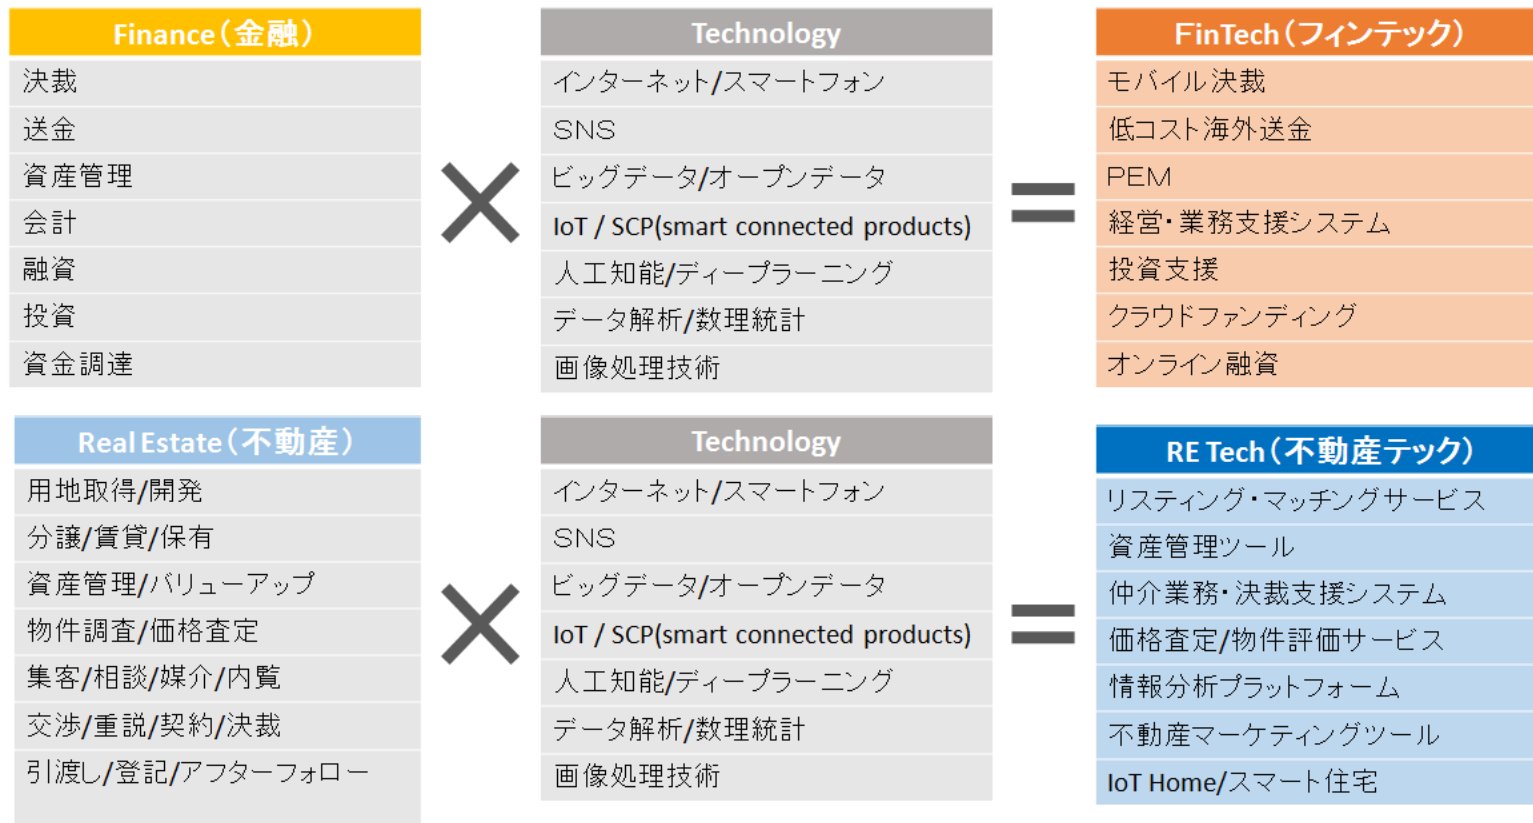 Finance(金融)
決裁
送金
資産管理
会計
融資
投資
資金調達
×
Technology
インターネット/スマートフォン
SNS
ビッグデータ/オープンデータ
IoT / SCP(smart connected products)
人工知能/ディープラーニング
データ解析/数理統計
画像処理技術
=
FinTech(フィンテック)
モバイル決裁
低コスト海外送金
PEM
経営・業務支援システム
投資支援
クラウドファンディング
オンライン融資
Real Estate(不動産)
用地取得/開発
分譲/賃貸/保有
資産管理/バリューアップ
物件調査/価格査定
集客/相談/媒介/内覧
交渉/重説/契約/決裁
引渡し/登記/アフターフォロー
×
Technology
インターネット/スマートフォン
SNS
ビッグデータ/オープンデータ
IoT / SCP(smart connected products)
人工知能/ディープラーニング
データ解析/数理統計
画像処理技術
=
RE Tech(不動産テック)
リスティング・マッチングサービス
資産管理ツール
仲介業務・決裁支援システム
価格査定/物件評価サービス
情報分析プラットフォーム
不動産マーケティングツール
IoT Home/スマート住宅